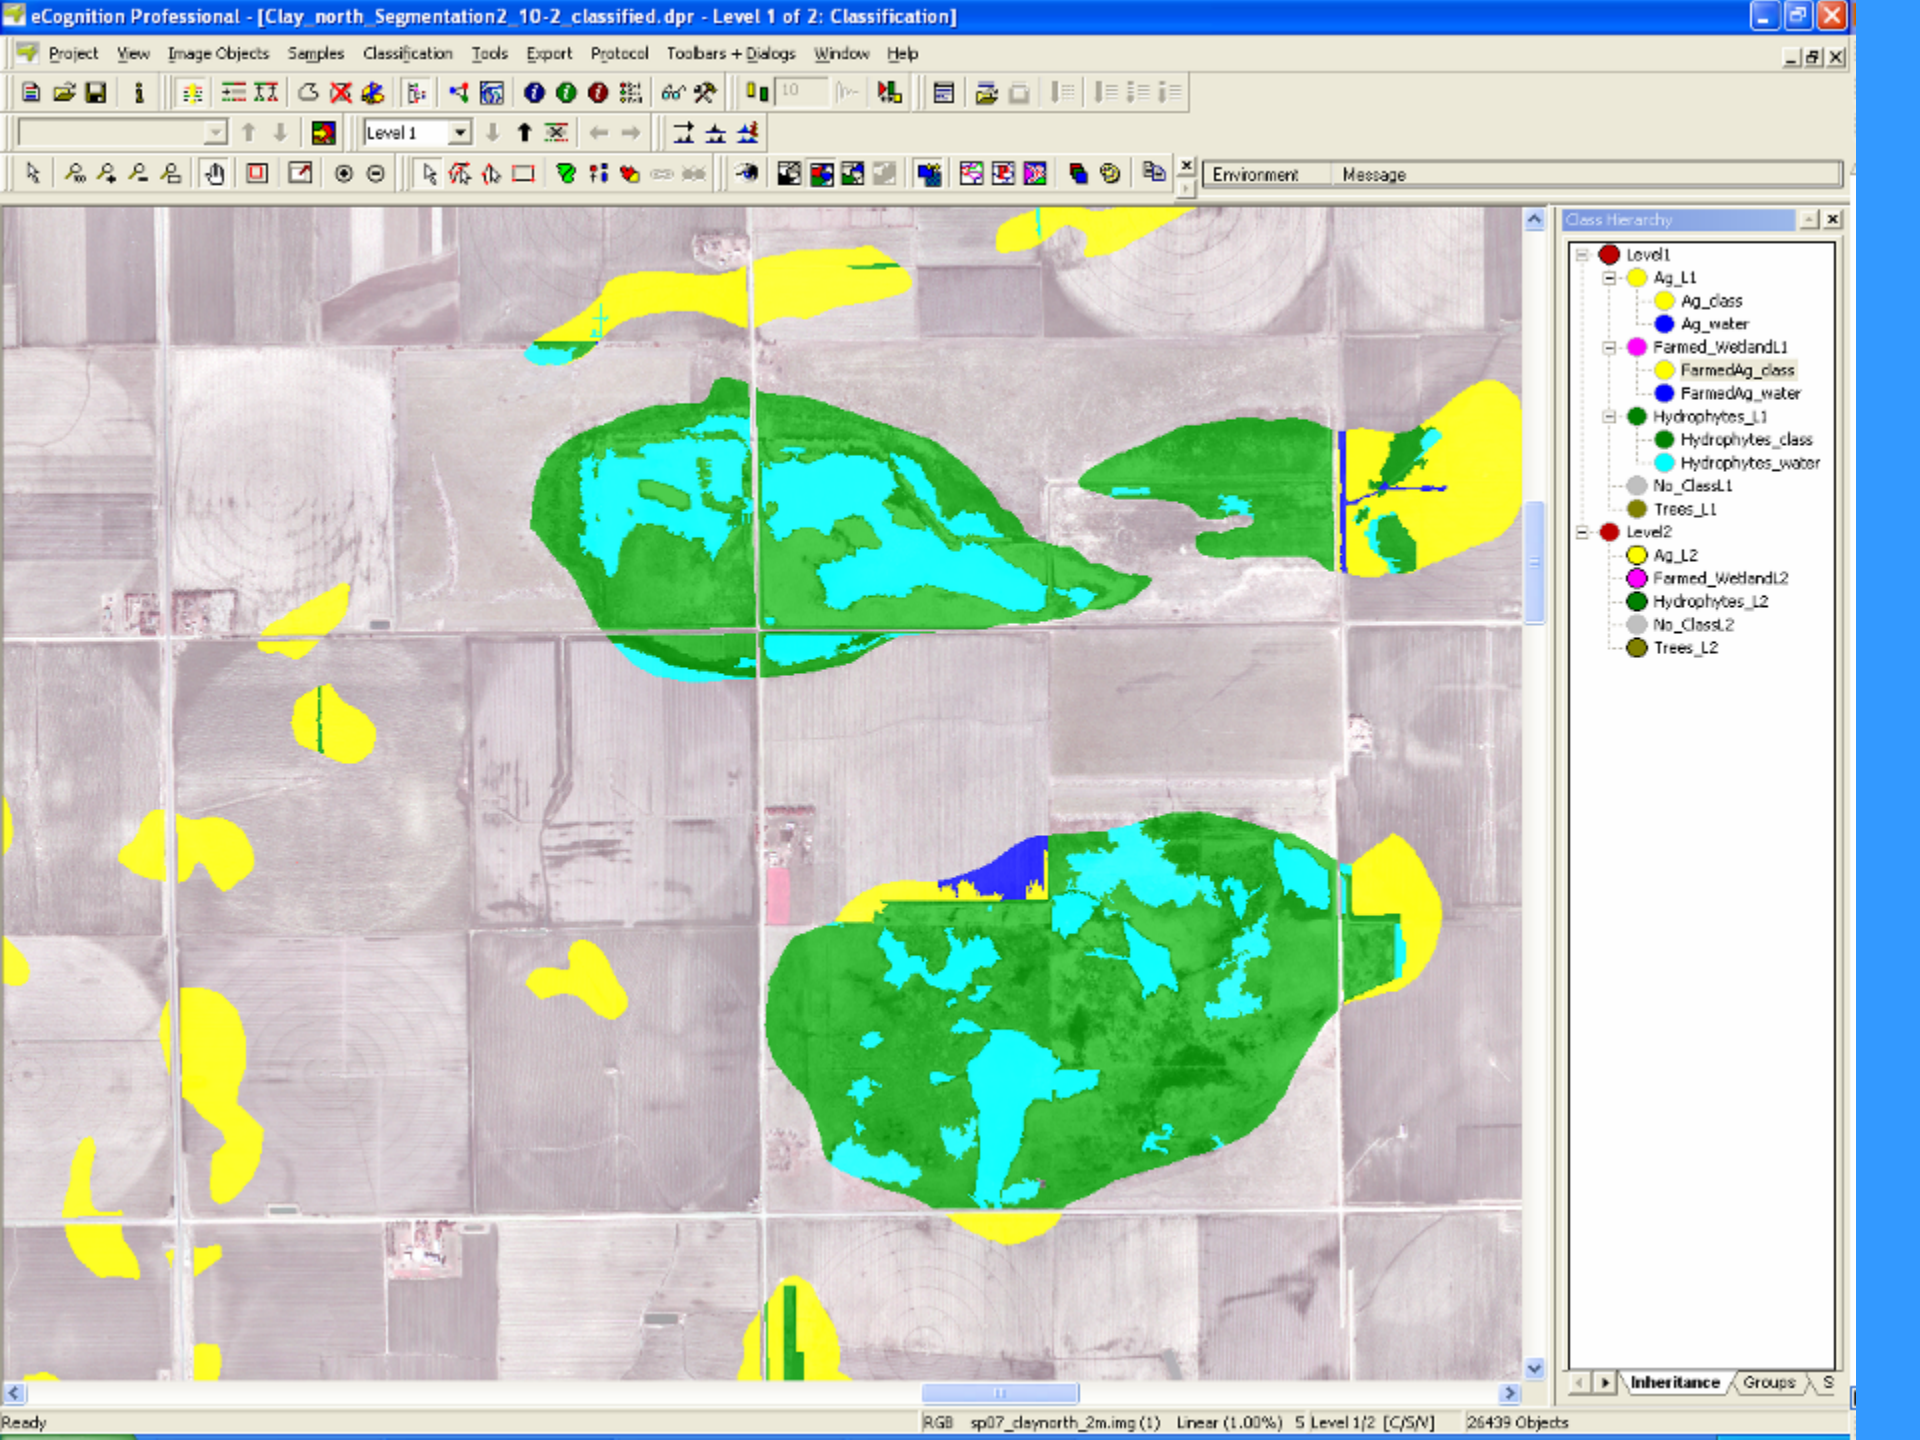 eCognition Professional - [Clay_north_Segmentation2_10-2_classified.dpr - Level 1 of 2: Classification]
Project View Image Objects Samples Classification Tools Export Protocol Toolbars + Dialogs Window Help
10
Level 1
Environment Message
Class Hierarchy
Level1
Ag_L1
Ag_class
Ag_water
Farmed_WetlandL1
FarmedAg_class
FarmedAg_water
Hydrophytes_L1
Hydrophytes_class
Hydrophytes_water
No_ClassL1
Trees_L1
Level2
Ag_L2
Farmed_WetlandL2
Hydrophytes_L2
No_ClassL2
Trees_L2
Inheritance Groups S
Ready RGB sp07_claynorth_2m.img (1) Linear (1.00%) 5 Level 1/2 [C/S/V] 26439 Objects